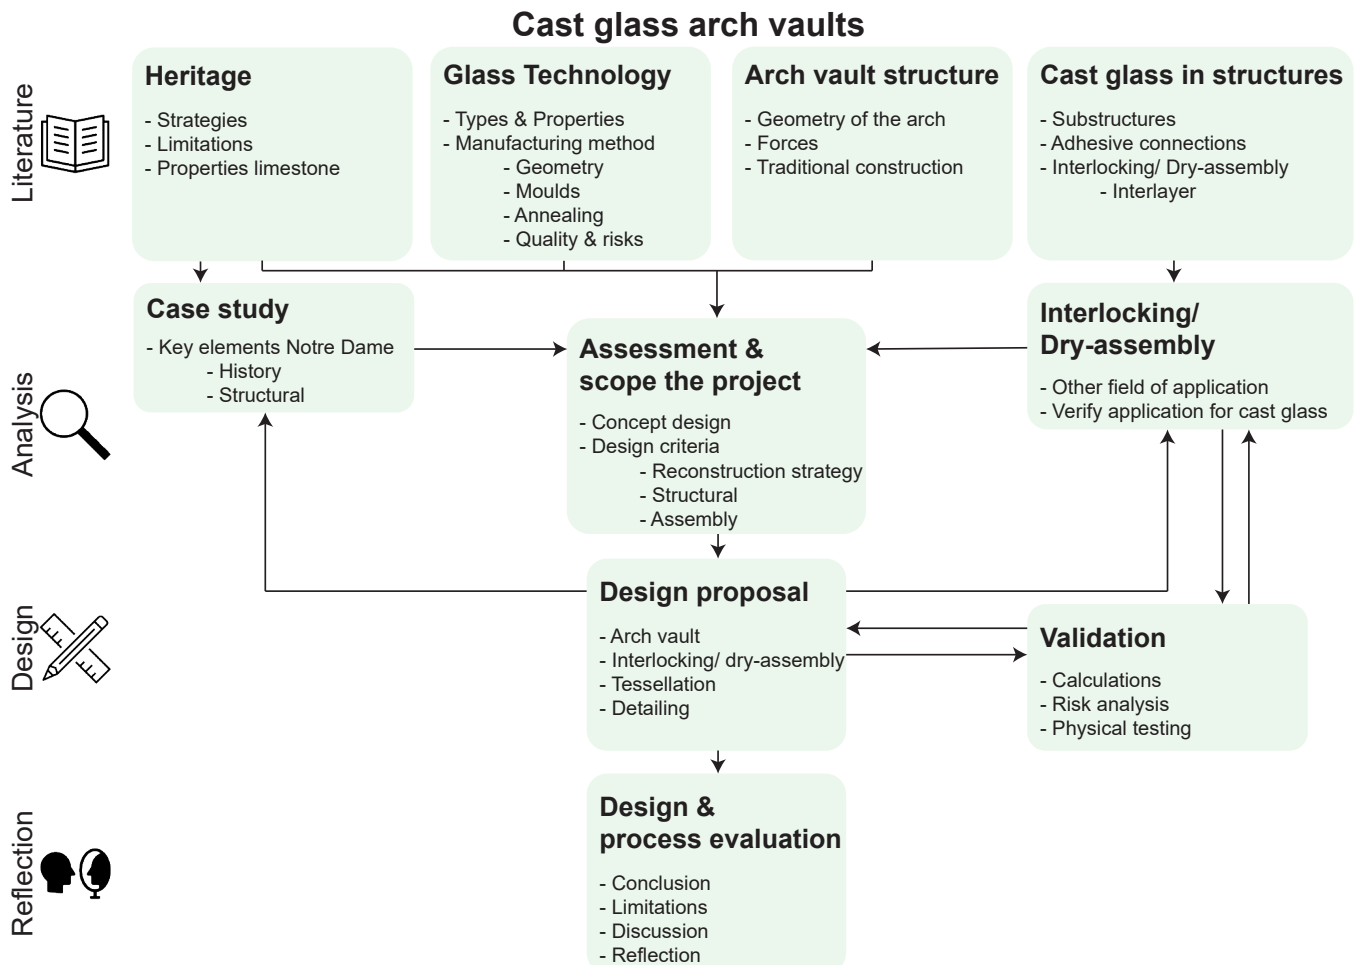 Cast glass arch vaults
Literature
Heritage
- Strategies
- Limitations
- Properties limestone
Glass Technology
- Types & Properties
- Manufacturing method
- Geometry
- Moulds
- Annealing
- Quality & risks
Arch vault structure
- Geometry of the arch
- Forces
- Traditional construction
Cast glass in structures
- Substructures
- Adhesive connections
- Interlocking/ Dry-assembly
- Interlayer
Analysis
Case study
- Key elements Notre Dame
- History
- Structural
Assessment &
scope the project
- Concept design
- Design criteria
- Reconstruction strategy
- Structural
- Assembly
Interlocking/
Dry-assembly
- Other field of application
- Verify application for cast glass
Design
Design proposal
- Arch vault
- Interlocking/ dry-assembly
- Tessellation
- Detailing
Validation
- Calculations
- Risk analysis
- Physical testing
Reflection
Design &
process evaluation
- Conclusion
- Limitations
- Discussion
- Reflection